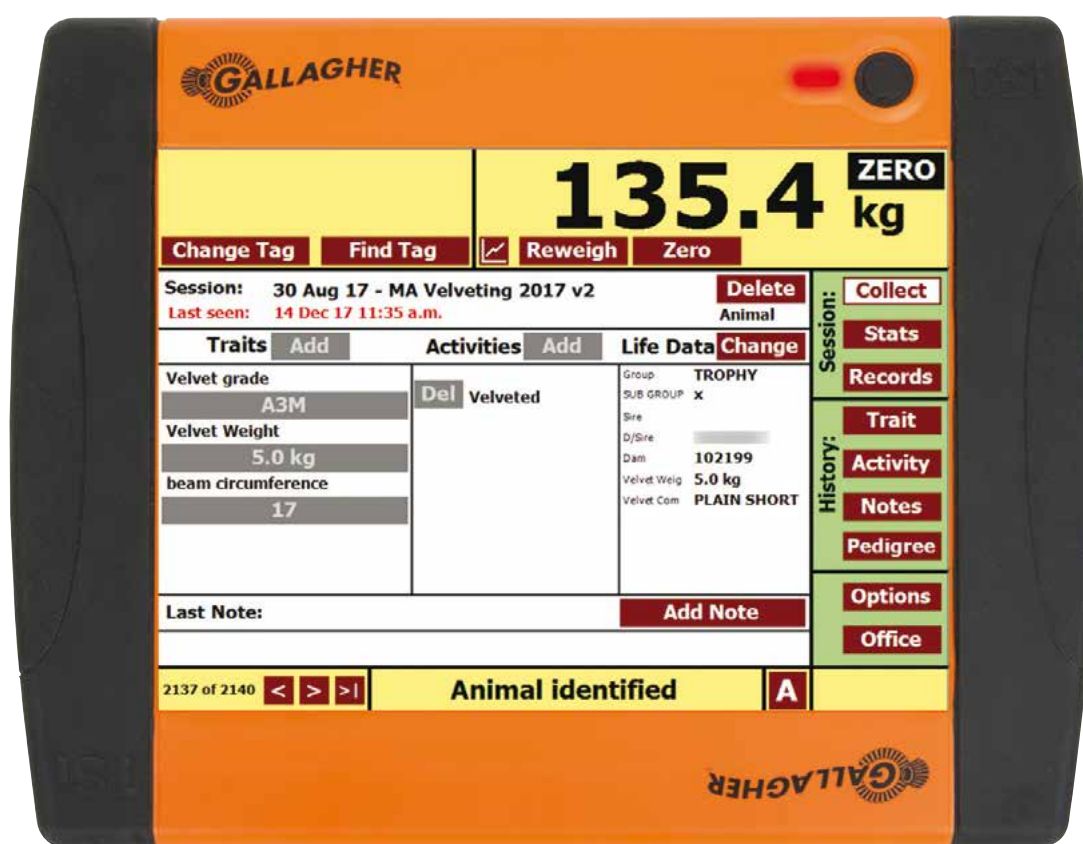 GALLAGHER
135.4
ZERO
kg
Change Tag
Find Tag
Reweigh
Zero
Session: 30 Aug 17 - MA Velveting 2017 v2
Last seen: 14 Dec 17 11:35 a.m.
Delete
Animal
Traits Add
Activities Add
Life Data Change
Velvet grade
A3M
Velvet Weight
5.0 kg
beam circumference
17
Del Velveted
Group TROPHY
SUB GROUP X
Sire
D/Sire
Dam 102199
Velvet Weig 5.0 kg
Velvet Com PLAIN SHORT
Last Note:
Add Note
Session:
Collect
Stats
Records
History:
Trait
Activity
Notes
Pedigree
Options
Office
2137 of 2140 < > >|
Animal identified
A
GALLAGHER